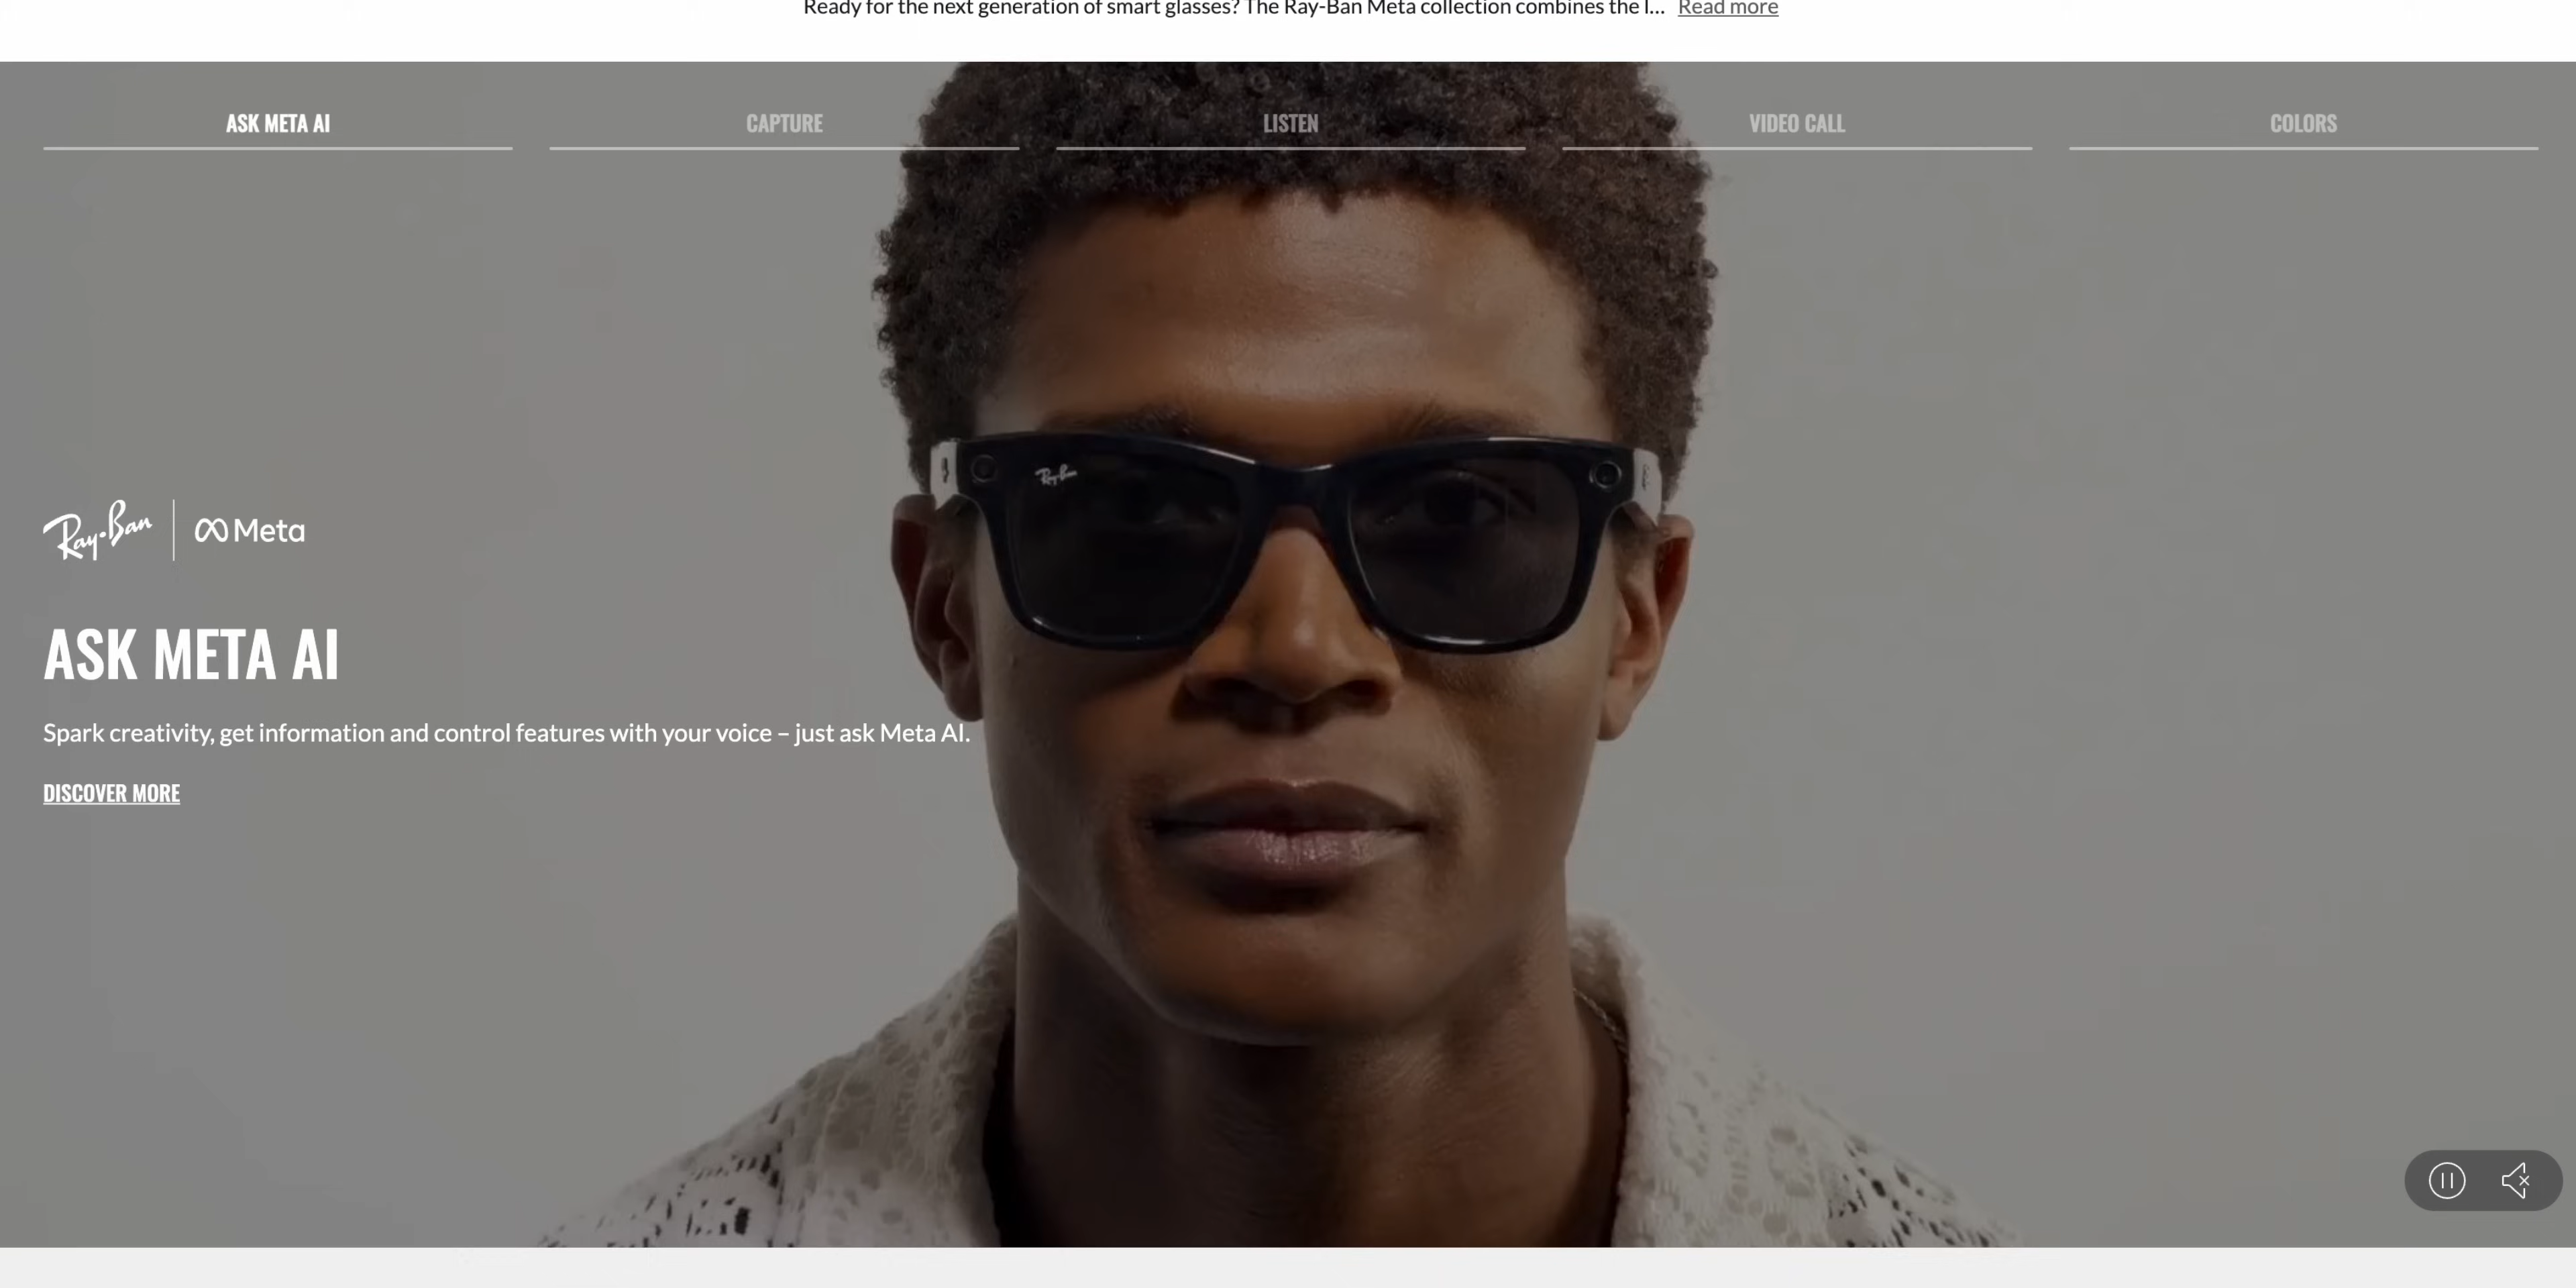 Ready for the next generation of smart glasses? The Ray-Ban Meta collection combines the l... Read more
ASK META AI
CAPTURE
LISTEN
VIDEO CALL
COLORS
Ray-Ban
Ray-Ban | Meta
ASK META AI
Spark creativity, get information and control features with your voice – just ask Meta AI.
DISCOVER MORE